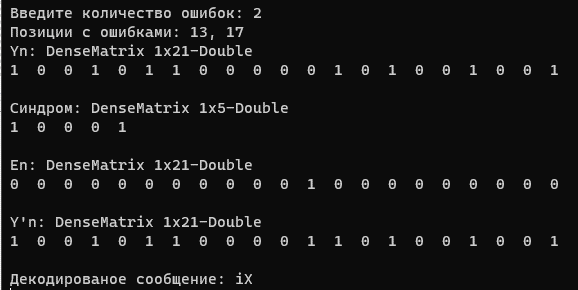 Введите количество ошибок: 2
Позиции с ошибками: 13, 17
Yn: DenseMatrix 1x21-Double
1 0 0 1 0 1 1 0 0 0 0 0 1 0 1 0 0 1 0 0 1
Синдром: DenseMatrix 1x5-Double
1 0 0 0 1
En: DenseMatrix 1x21-Double
0 0 0 0 0 0 0 0 0 0 0 1 0 0 0 0 0 0 0 0 0
Y'n: DenseMatrix 1x21-Double
1 0 0 1 0 1 1 0 0 0 0 1 1 0 1 0 0 1 0 0 1
Декодированое сообщение: iX